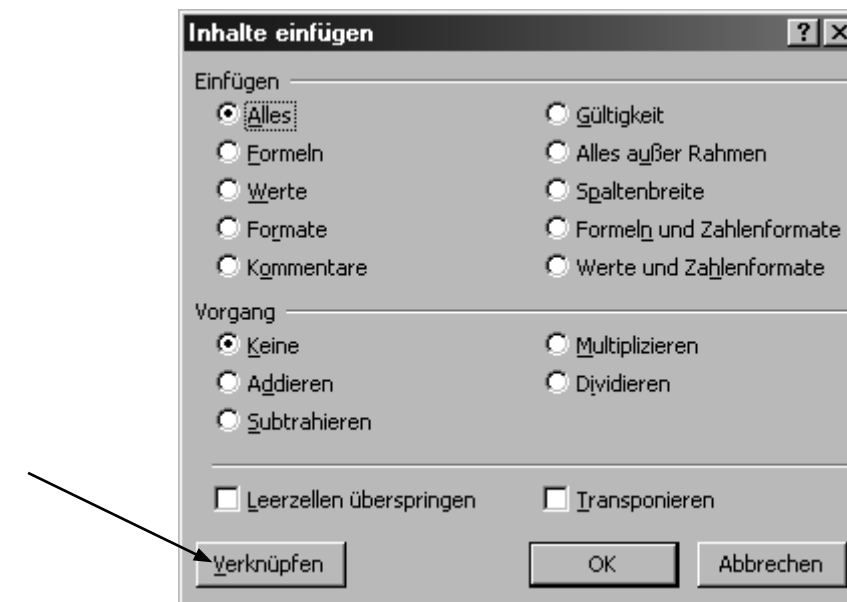 Inhalte einfügen
Einfügen
Alles Gültigkeit
Formeln Alles außer Rahmen
Werte Spaltenbreite
Formate Formeln und Zahlenformate
Kommentare Werte und Zahlenformate
Vorgang
Keine Multiplizieren
Addieren Dividieren
Subtrahieren
Leerzellen überspringen Transponieren
Verknüpfen OK Abbrechen